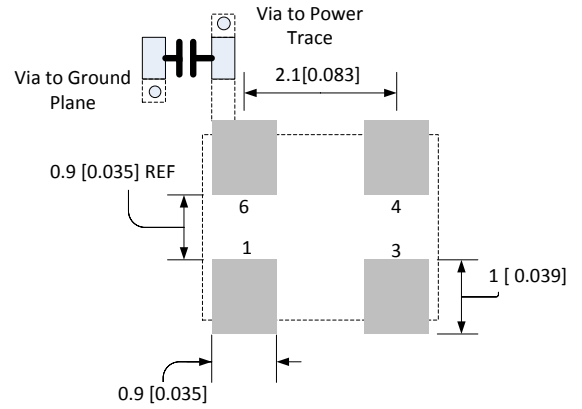 Via to Power
Trace
Via to Ground
Plane
2.1[0.083]
0.9 [0.035] REF
6
4
1
3
1 [ 0.039]
0.9 [0.035]